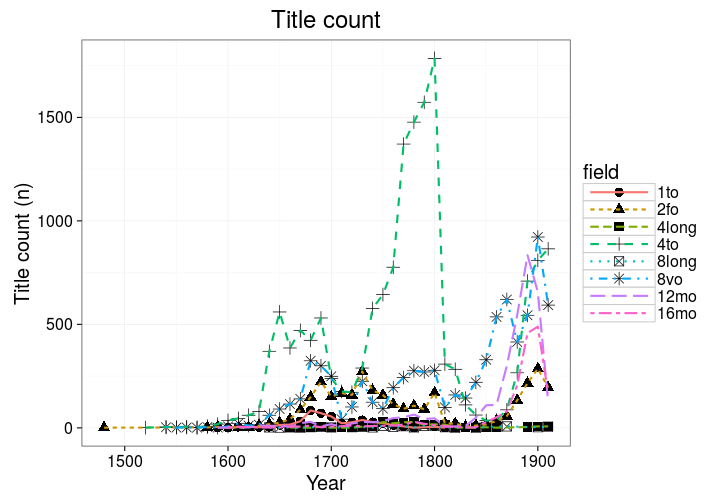 Title count
Title count (n)
1500
1000
500
0
1500
1600
1700
1800
1900
Year
field
1to
2fo
4long
4to
8long
8vo
12mo
16mo